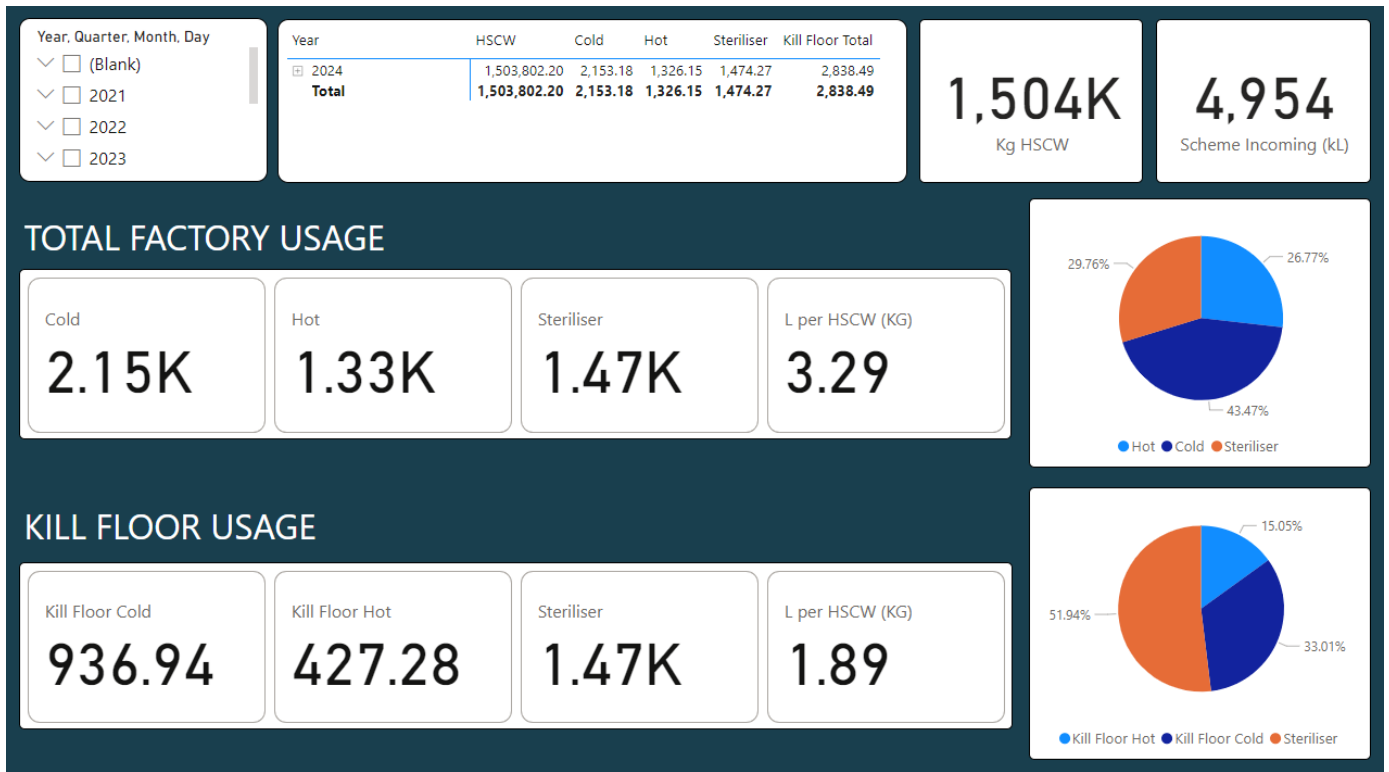 Year, Quarter, Month, Day
(Blank)
2021
2022
2023
Year HSCW Cold Hot Steriliser Kill Floor Total
2024 1,503,802.20 2,153.18 1,326.15 1,474.27 2,838.49
Total 1,503,802.20 2,153.18 1,326.15 1,474.27 2,838.49
1,504K
Kg HSCW
4,954
Scheme Incoming (kL)
TOTAL FACTORY USAGE
Cold
2.15K
Hot
1.33K
Steriliser
1.47K
L per HSCW (KG)
3.29
29.76%
26.77%
43.47%
Hot Cold Steriliser
KILL FLOOR USAGE
Kill Floor Cold
936.94
Kill Floor Hot
427.28
Steriliser
1.47K
L per HSCW (KG)
1.89
15.05%
51.94%
33.01%
Kill Floor Hot Kill Floor Cold Steriliser